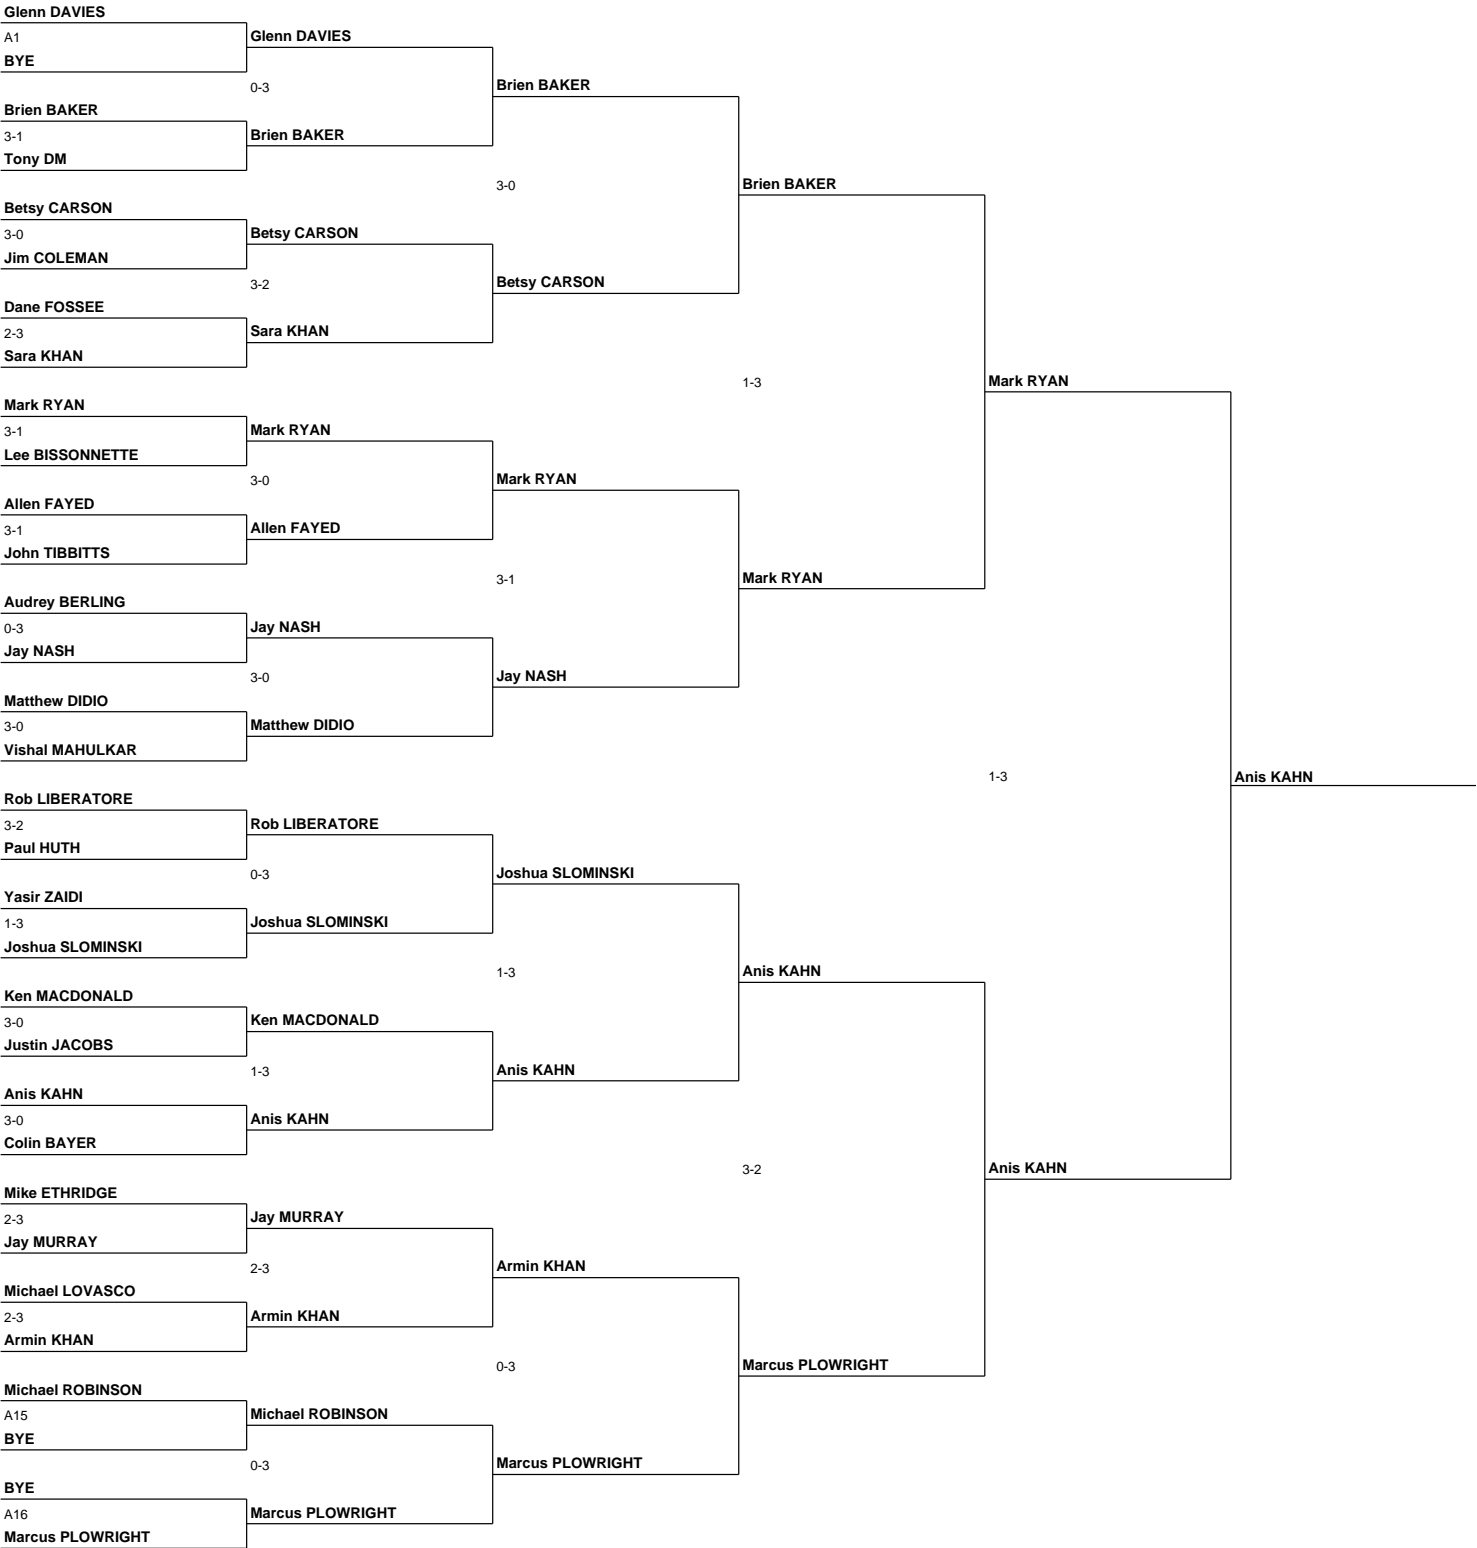 Glenn DAVIES
A1
BYE
Brien BAKER
3-1
Tony DM
Betsy CARSON
3-0
Jim COLEMAN
Dane FOSSEE
2-3
Sara KHAN
Mark RYAN
3-1
Lee BISSONNETTE
Allen FAYED
3-1
John TIBBITTS
Audrey BERLING
0-3
Jay NASH
Matthew DIDIO
3-0
Vishal MAHULKAR
Rob LIBERATORE
3-2
Paul HUTH
Yasir ZAIDI
1-3
Joshua SLOMINSKI
Ken MACDONALD
3-0
Justin JACOBS
Anis KAHN
3-0
Colin BAYER
Mike ETHRIDGE
2-3
Jay MURRAY
Michael LOVASCO
2-3
Armin KHAN
Michael ROBINSON
A15
BYE
BYE
A16
Marcus PLOWRIGHT
Glenn DAVIES
0-3
Brien BAKER
Betsy CARSON
3-2
Sara KHAN
Mark RYAN
3-0
Allen FAYED
Jay NASH
3-0
Matthew DIDIO
Rob LIBERATORE
0-3
Joshua SLOMINSKI
Ken MACDONALD
1-3
Anis KAHN
Jay MURRAY
2-3
Armin KHAN
Michael ROBINSON
0-3
Marcus PLOWRIGHT
Brien BAKER
3-0
Betsy CARSON
Mark RYAN
3-1
Jay NASH
Joshua SLOMINSKI
1-3
Anis KAHN
Armin KHAN
0-3
Marcus PLOWRIGHT
Brien BAKER
1-3
Mark RYAN
Anis KAHN
3-2
Marcus PLOWRIGHT
Mark RYAN
1-3
Anis KAHN
Anis KAHN